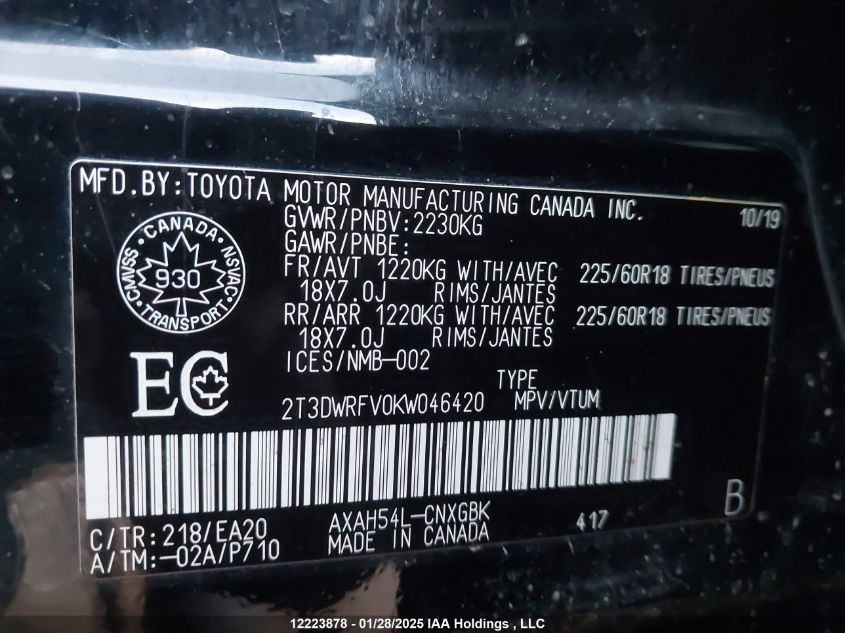 MFD.BY:TOYOTA MOTOR MANUFACTURING CANADA INC. 10/19
GVWR/PNBV:2230KG
GAWR/PNBE:
FR/AVT 1220KG WITH/AVEC 225/60R18 TIRES/PNEUS
18X7.0J RIMS/JANTES
RR/ARR 1220KG WITH/AVEC 225/60R18 TIRES/PNEUS
18X7.0J RIMS/JANTES
ICES/NMB-002
CANADA
CMVSS 930 NSVAC
TRANSPORT
EC
TYPE
2T3DWRFV0KW046420 MPV/VTUM
B
C/TR:218/EA20 AXAH54L-CNXGBK 417
A/TM:-02A/P710 MADE IN CANADA
12223878 - 01/28/2025 IAA Holdings , LLC